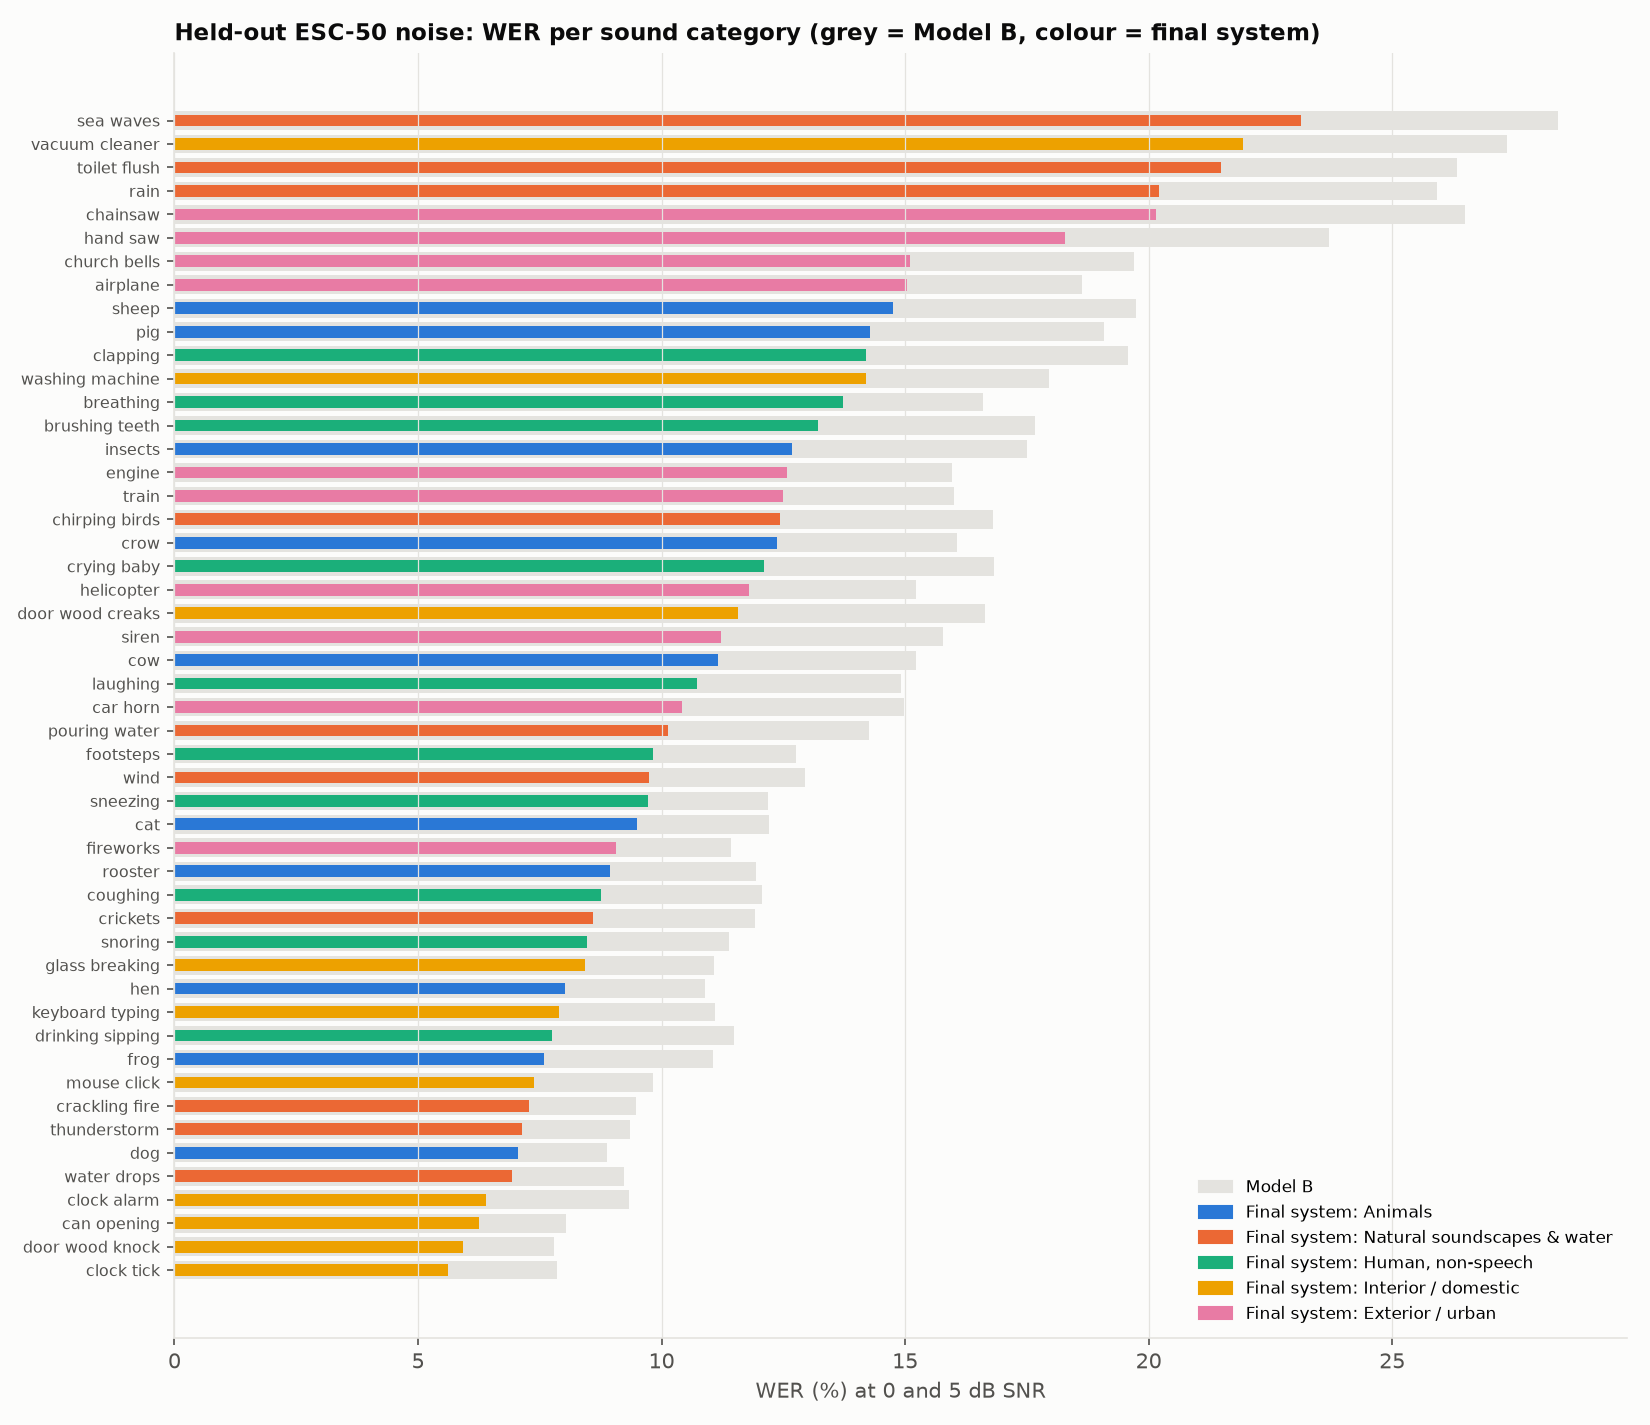 Held-out ESC-50 noise: WER per sound category (grey = Model B, colour = final system)
sea waves
vacuum cleaner
toilet flush
rain
chainsaw
hand saw
church bells
airplane
sheep
pig
clapping
washing machine
breathing
brushing teeth
insects
engine
train
chirping birds
crow
crying baby
helicopter
door wood creaks
siren
cow
laughing
car horn
pouring water
footsteps
wind
sneezing
cat
fireworks
rooster
coughing
crickets
snoring
glass breaking
hen
keyboard typing
drinking sipping
frog
mouse click
crackling fire
thunderstorm
dog
water drops
clock alarm
can opening
door wood knock
clock tick
Model B
Final system: Animals
Final system: Natural soundscapes & water
Final system: Human, non-speech
Final system: Interior / domestic
Final system: Exterior / urban
0 5 10 15 20 25
WER (%) at 0 and 5 dB SNR